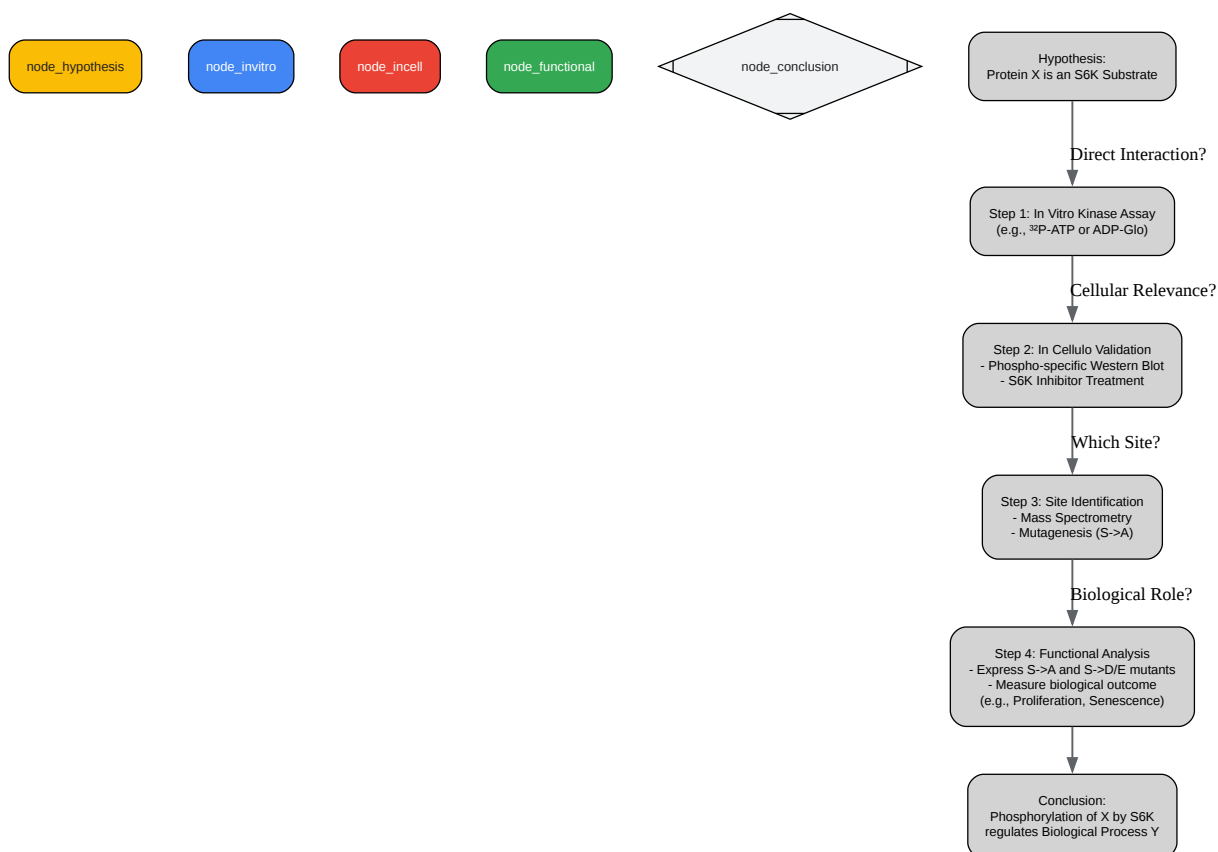 node_hypothesis
node_invitro
node_incell
node_functional
node_conclusion
Hypothesis:
Protein X is an S6K Substrate
Direct Interaction?
Step 1: In Vitro Kinase Assay
(e.g., ³²P-ATP or ADP-Glo)
Cellular Relevance?
Step 2: In Cellulo Validation
- Phospho-specific Western Blot
- S6K Inhibitor Treatment
Which Site?
Step 3: Site Identification
- Mass Spectrometry
- Mutagenesis (S->A)
Biological Role?
Step 4: Functional Analysis
- Express S->A and S->D/E mutants
- Measure biological outcome
(e.g., Proliferation, Senescence)
Conclusion:
Phosphorylation of X by S6K
regulates Biological Process Y